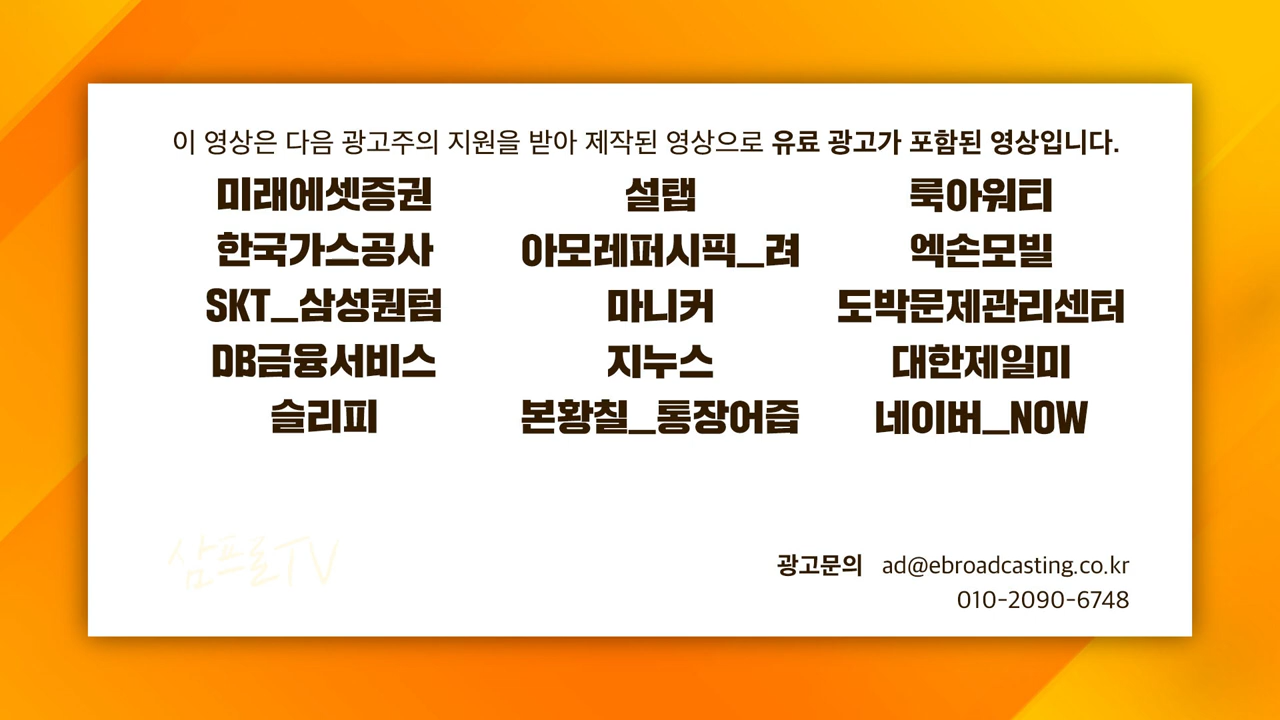 이 영상은 다음 광고주의 지원을 받아 제작된 영상으로 유료 광고가 포함된 영상입니다.
미래에셋증권 설탭 룩아워티
한국가스공사 아모레퍼시픽_려 엑손모빌
SKT_삼성퀀텀 마니커 도박문제관리센터
DB금융서비스 지누스 대한제일미
슬리피 본황칠_통장어즙 네이버_NOW
삼프로TV
광고문의 ad@ebroadcasting.co.kr
010-2090-6748